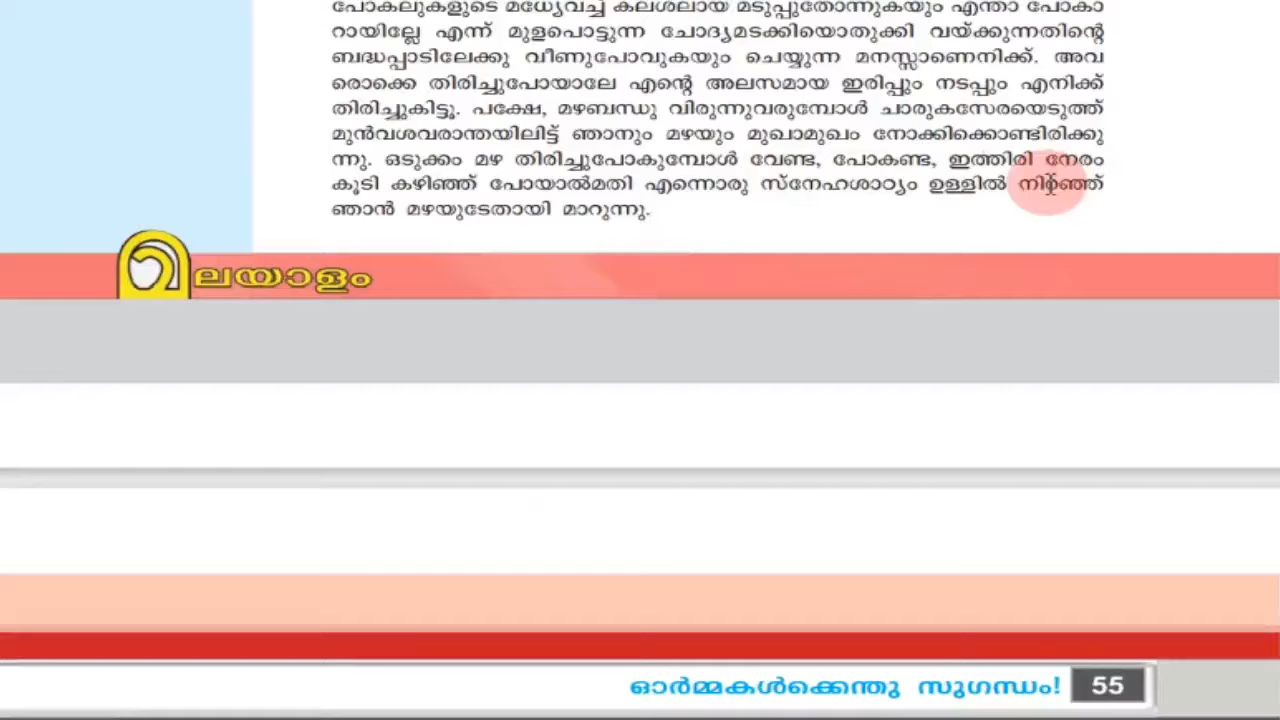 പോകലുകളുടെ മധ്യേവച്ച് കലശലായ മടുപ്പുതോന്നുകയും എന്താ പോകാ
റായില്ലേ എന്ന് മുളപൊട്ടുന്ന ചോദ്യമടക്കിയൊതുക്കി വയ്ക്കുന്നതിന്റെ
ബദ്ധപ്പാടിലേക്കു വീണുപോവുകയും ചെയ്യുന്ന മനസ്സാണെനിക്ക്. അവ
രൊക്കെ തിരിച്ചുപോയാലേ എന്റെ അലസമായ ഇരിപ്പും നടപ്പും എനിക്ക്
തിരിച്ചുകിട്ടൂ. പക്ഷേ, മഴബന്ധു വിരുന്നുവരുമ്പോൾ ചാരുകസേരയെടുത്ത്
മുൻവശവരാന്തയിലിട്ട് ഞാനും മഴയും മുഖാമുഖം നോക്കിക്കൊണ്ടിരിക്കു
ന്നു. ഒടുക്കം മഴ തിരിച്ചുപോകുമ്പോൾ വേണ്ട, പോകണ്ട, ഇത്തിരി നേരം
കൂടി കഴിഞ്ഞ് പോയാൽമതി എന്നൊരു സ്നേഹശാഠ്യം ഉള്ളിൽ നിറഞ്ഞ്
ഞാൻ മഴയുടേതായി മാറുന്നു.
മലയാളം
ഓർമ്മകൾക്കെന്തു സുഗന്ധം! 55